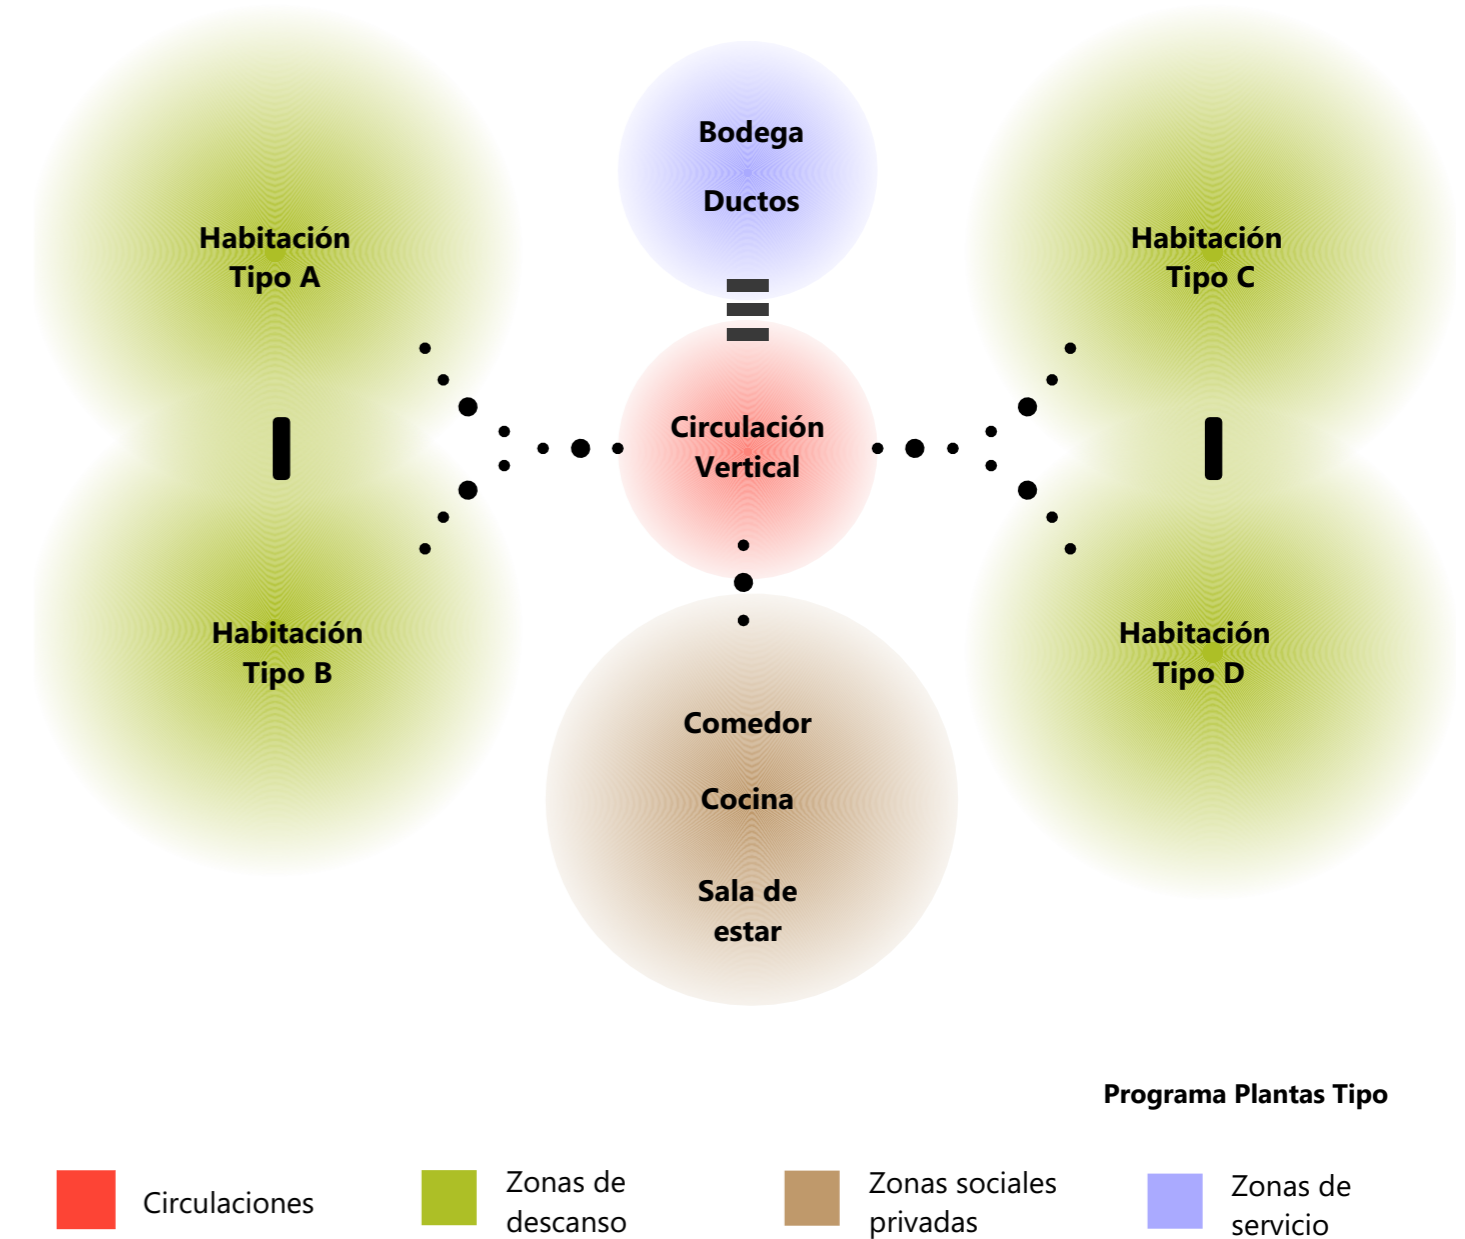 Bodega
Ductos
Habitación
Tipo A
Habitación
Tipo C
Circulación
Vertical
Habitación
Tipo B
Habitación
Tipo D
Comedor
Cocina
Sala de
estar
Programa Plantas Tipo
Circulaciones
Zonas de
descanso
Zonas sociales
privadas
Zonas de
servicio